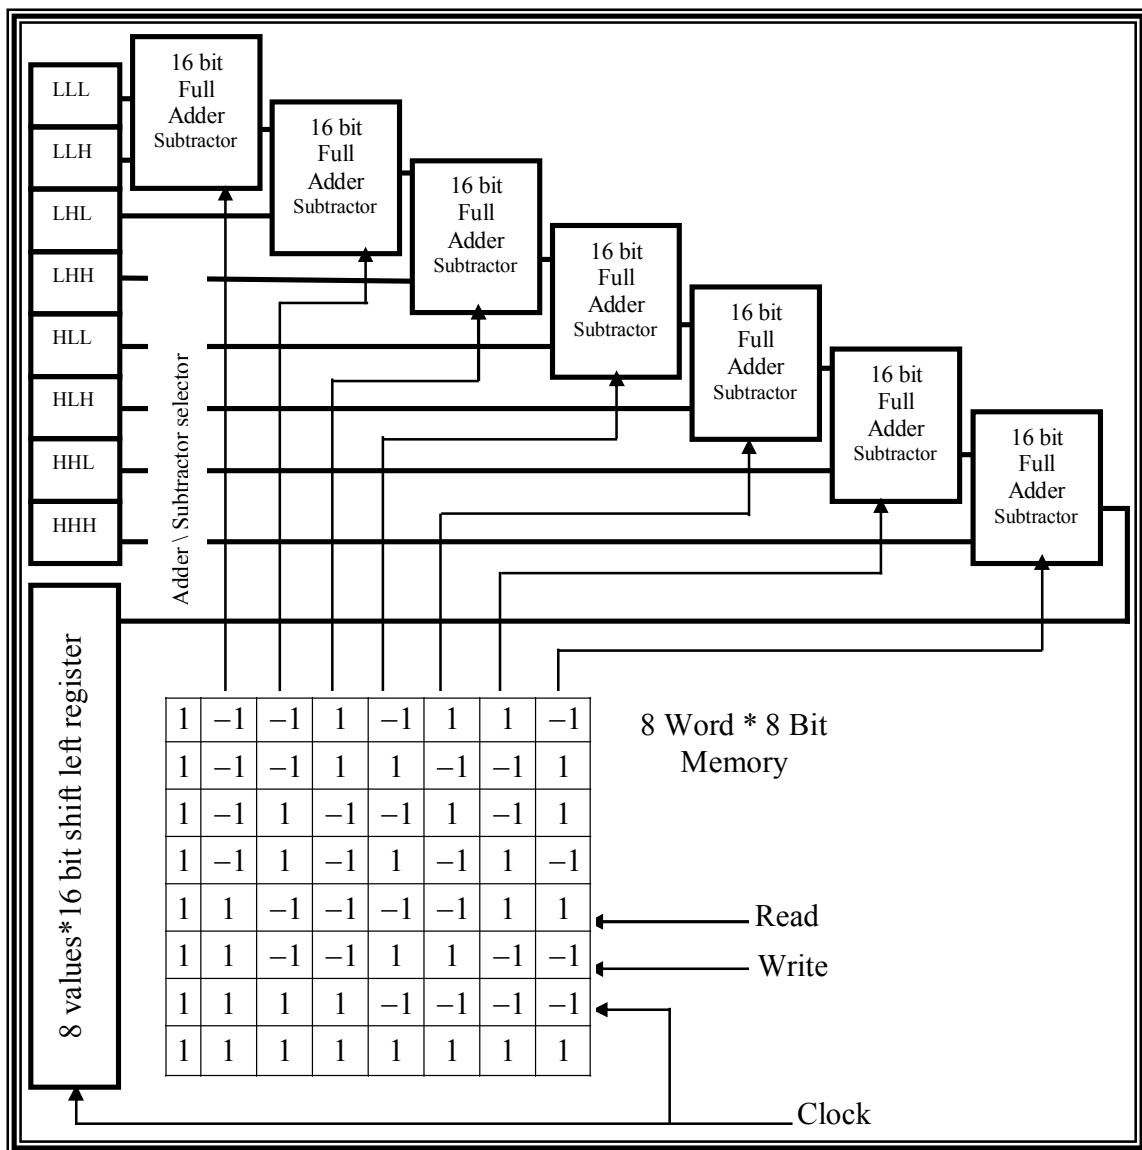 LLL
LLH
LHL
LHH
HLL
HLH
HHL
HHH
16 bit
Full
Adder
Subtractor
16 bit
Full
Adder
Subtractor
16 bit
Full
Adder
Subtractor
16 bit
Full
Adder
Subtractor
16 bit
Full
Adder
Subtractor
16 bit
Full
Adder
Subtractor
16 bit
Full
Adder
Subtractor
Adder \ Subtractor selector
8 values*16 bit shift left register
1 −1 −1 1 −1 1 1 −1
1 −1 −1 1 1 −1 −1 1
1 −1 1 −1 −1 1 −1 1
1 −1 1 −1 1 −1 1 −1
1 1 −1 −1 −1 −1 1 1
1 1 −1 −1 1 1 −1 −1
1 1 1 1 −1 −1 −1 −1
1 1 1 1 1 1 1 1
8 Word * 8 Bit
Memory
Read
Write
Clock